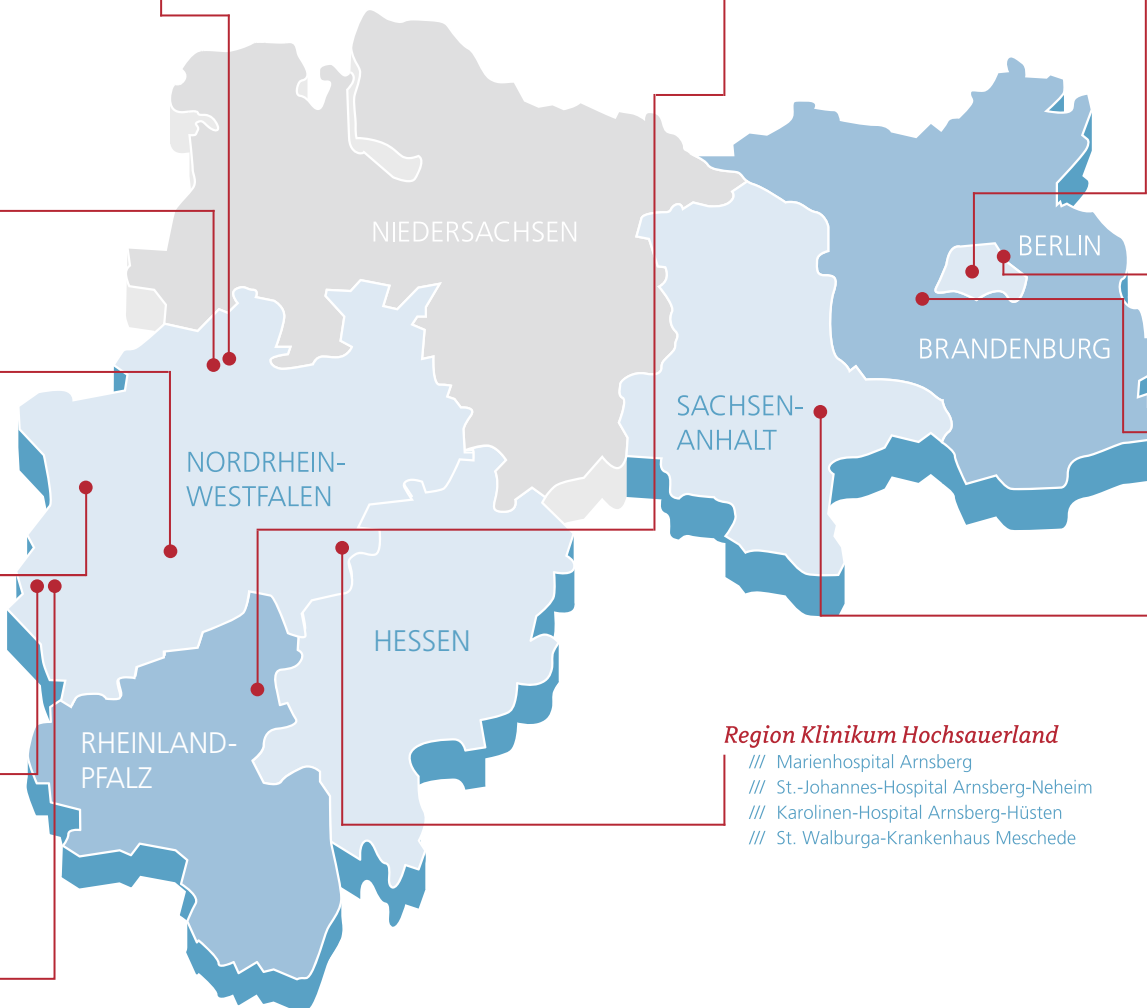 NIEDERSACHSEN
BERLIN
BRANDENBURG
SACHSEN-
ANHALT
NORDRHEIN-
WESTFALEN
HESSEN
RHEINLAND-
PFALZ
Region Klinikum Hochsauerland
/// Marienhospital Arnsberg
/// St.-Johannes-Hospital Arnsberg-Neheim
/// Karolinen-Hospital Arnsberg-Hüsten
/// St. Walburga-Krankenhaus Meschede